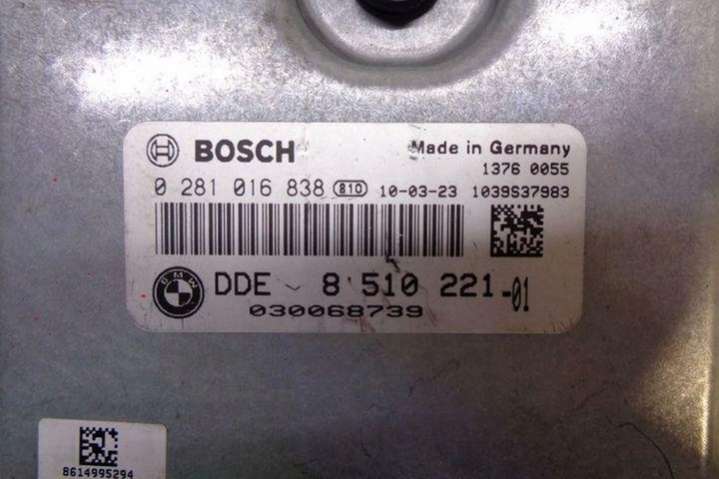 BOSCH
Made in Germany
1376 0055
0 281 016 838 810 10-03-23 1039S37983
BMW
DDE 8 510 221-01
030068739
8614995294